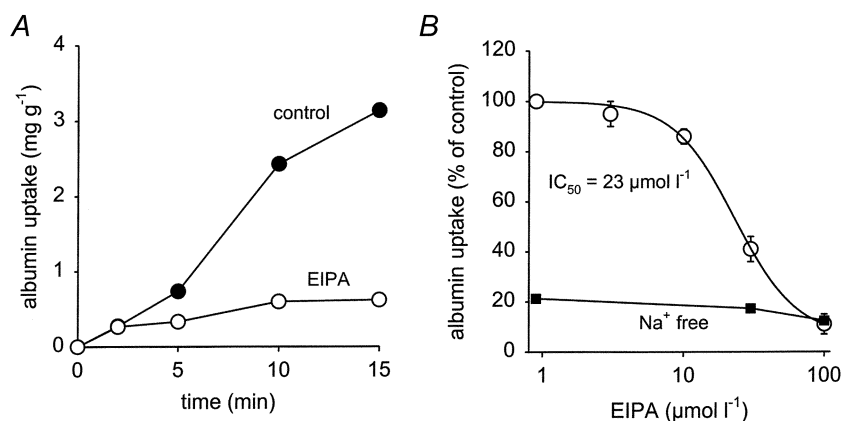 A
albumin uptake (mg g-1)
4
3
2
1
0
control
EIPA
0
5
10
15
time (min)
B
albumin uptake (% of control)
120
100
80
60
40
20
0
IC50 = 23 µmol l-1
Na+ free
1
10
100
EIPA (µmol l-1)